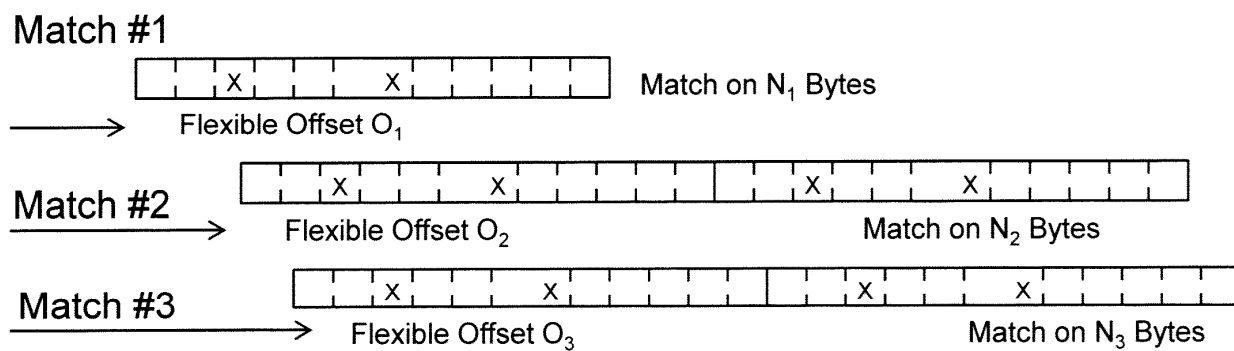 Match #1
X X
Match on N₁ Bytes
Flexible Offset O₁
X X X X
Match #2
Flexible Offset O₂
Match on N₂ Bytes
X X X X
Match #3
Flexible Offset O₃
Match on N₃ Bytes